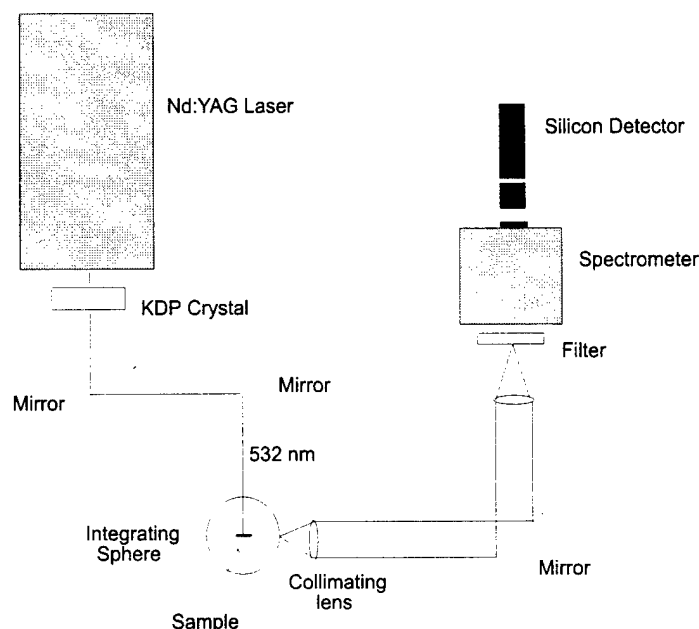 Nd:YAG Laser
Silicon Detector
Spectrometer
KDP Crystal
Filter
Mirror
Mirror
532 nm
Integrating
Sphere
Collimating
lens
Mirror
Sample